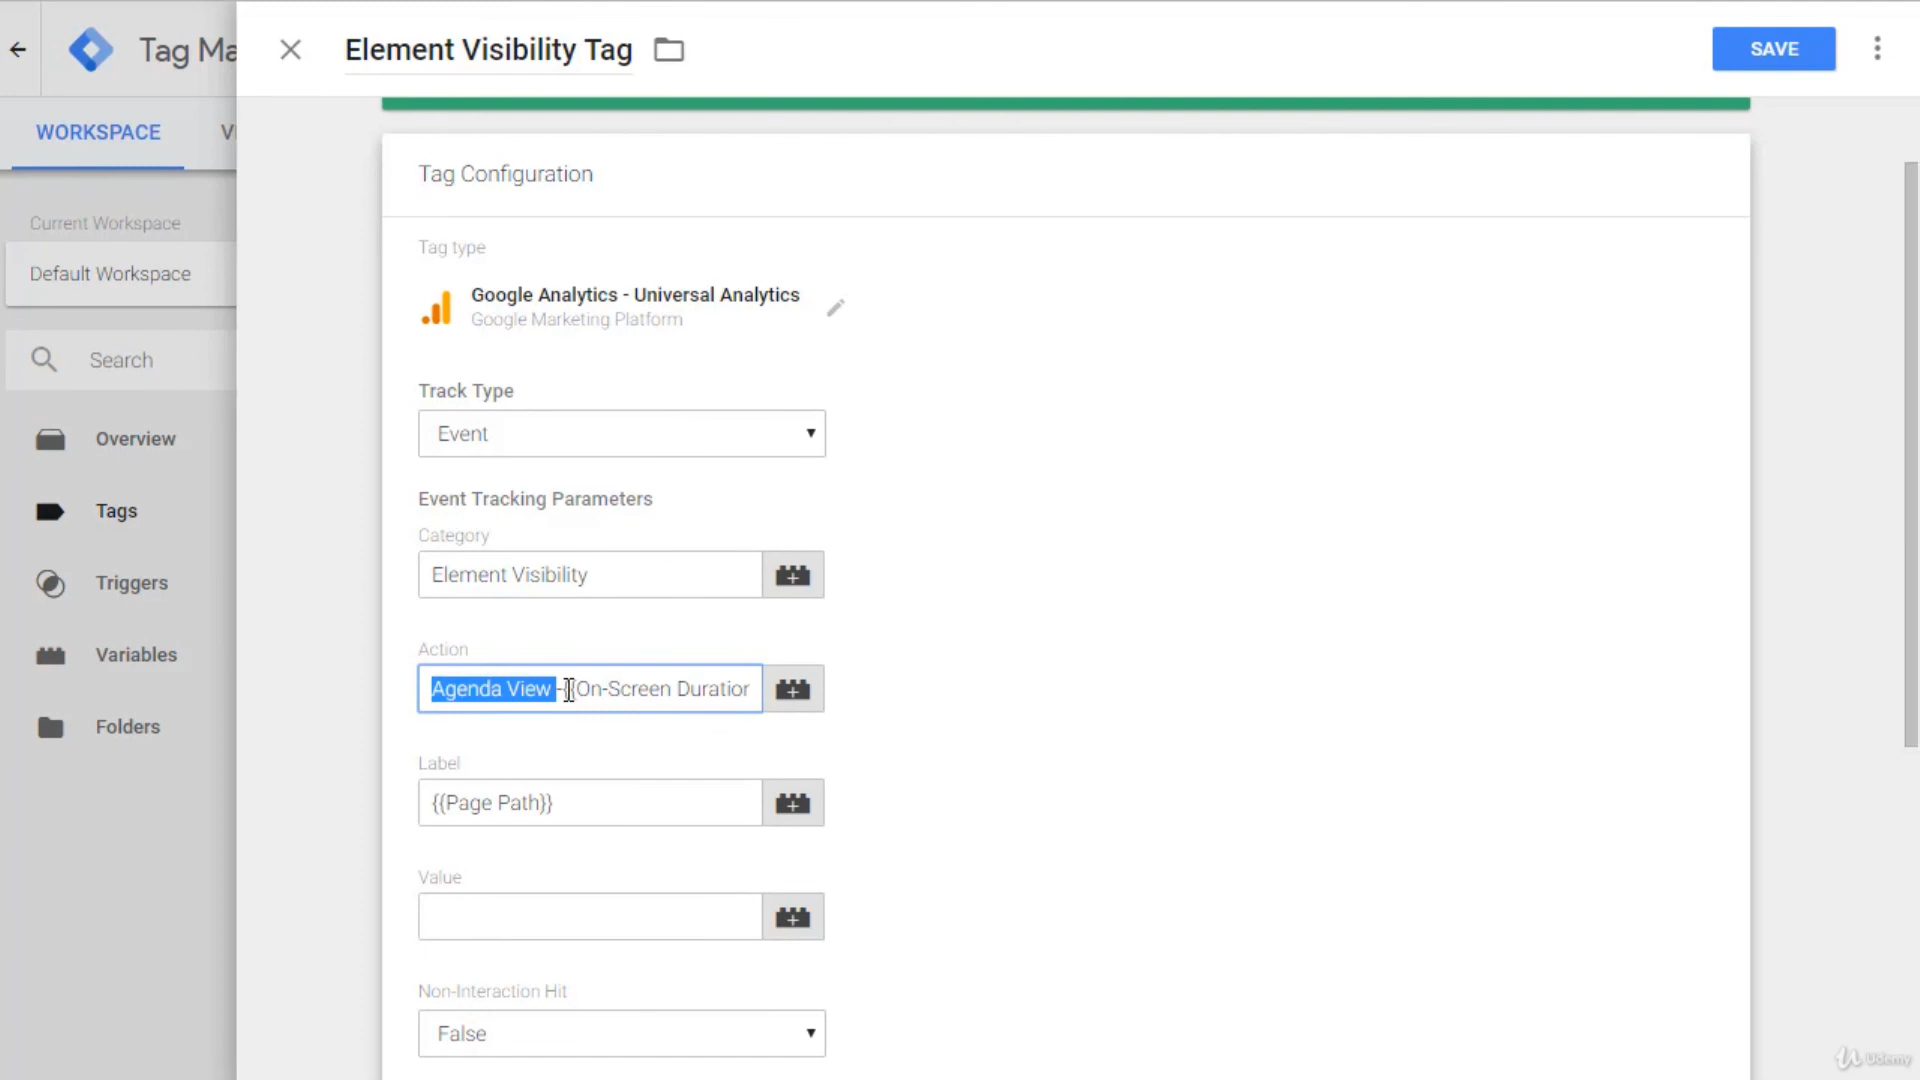 Tag Ma
Element Visibility Tag
SAVE
WORKSPACE
V
Current Workspace
Default Workspace
Search
Overview
Tags
Triggers
Variables
Folders
Tag Configuration
Tag type
Google Analytics - Universal Analytics
Google Marketing Platform
Track Type
Event
Event Tracking Parameters
Category
Element Visibility
Action
Agenda View -{{On-Screen Duration
Label
{{Page Path}}
Value
Non-Interaction Hit
False
Udemy